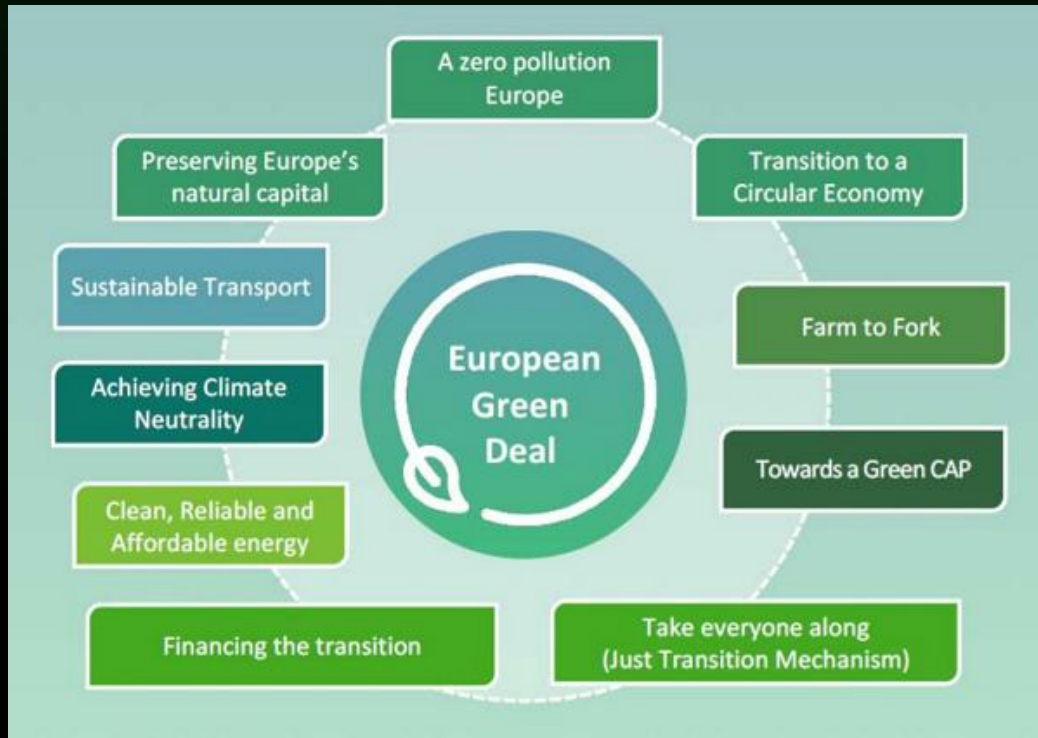 A zero pollution
Europe
Preserving Europe's
natural capital
Transition to a
Circular Economy
Sustainable Transport
Farm to Fork
European
Green
Deal
Achieving Climate
Neutrality
Towards a Green CAP
Clean, Reliable and
Affordable energy
Financing the transition
Take everyone along
(Just Transition Mechanism)